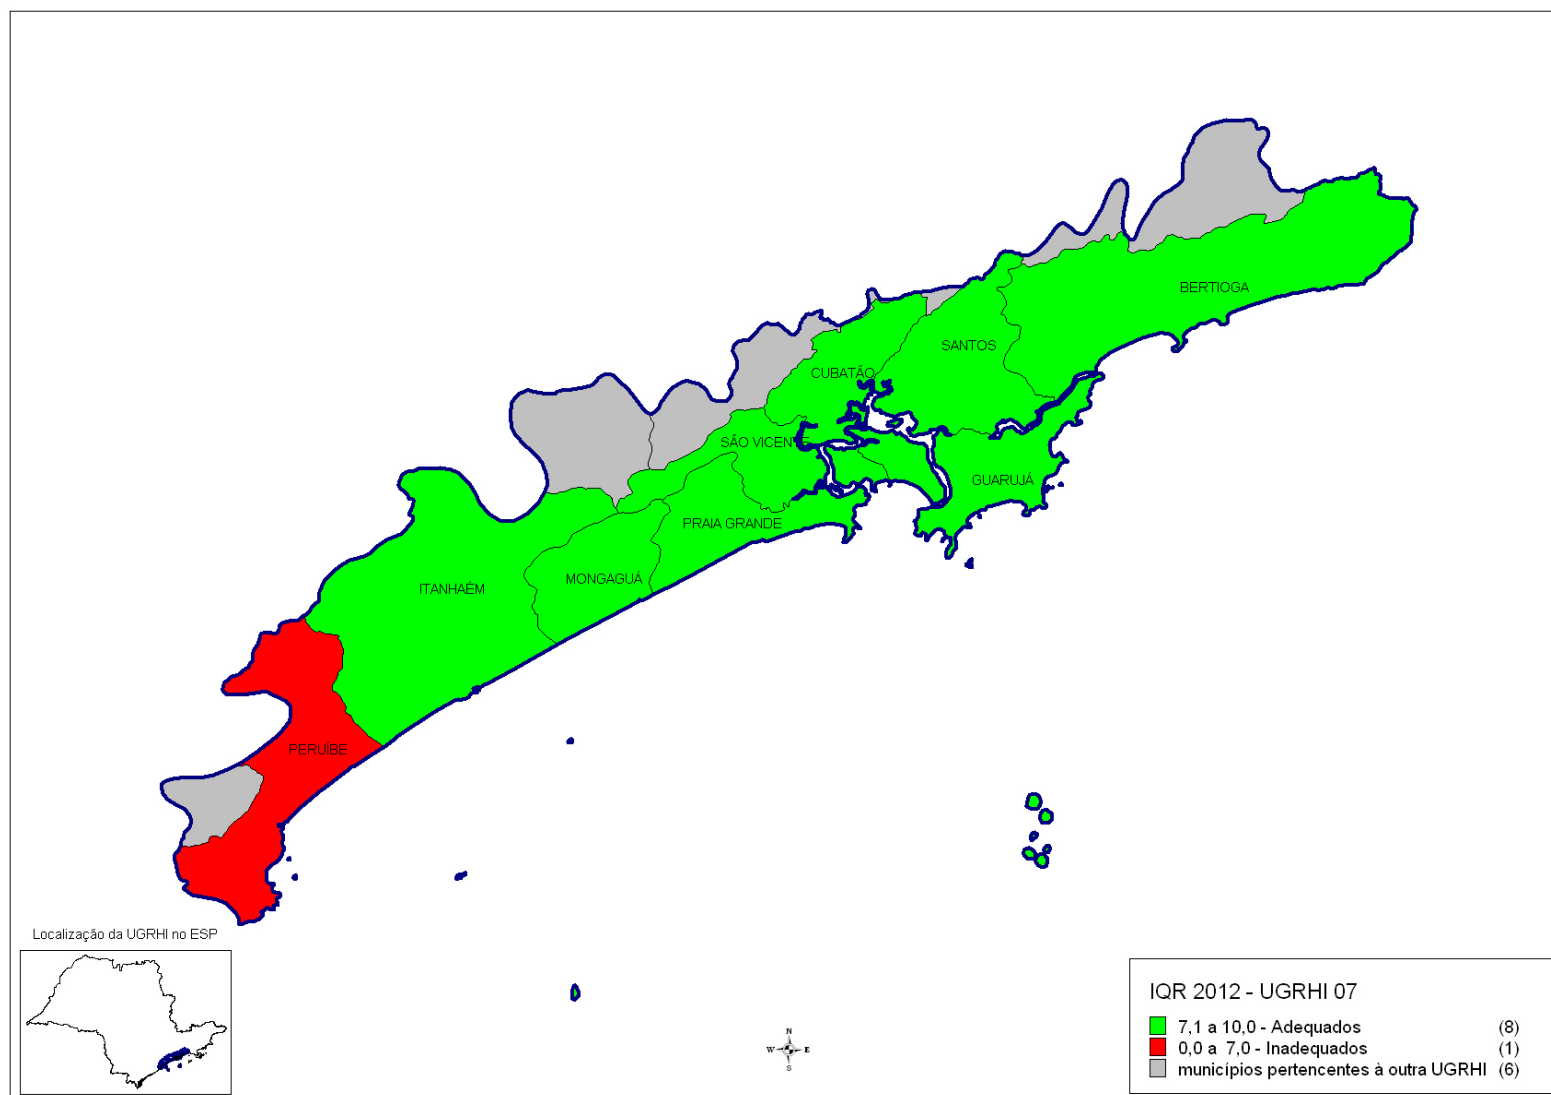 BERTIOGA
SANTOS
CUBATÃO
SÃO VICENTE
GUARUJÁ
PRAIA GRANDE
MONGAGUÁ
ITANHAÉM
PERUÍBE
Localização da UGRHI no ESP
N
W E
S
IQR 2012 - UGRHI 07
7,1 a 10,0 - Adequados (8)
0,0 a 7,0 - Inadequados (1)
municípios pertencentes à outra UGRHI (6)